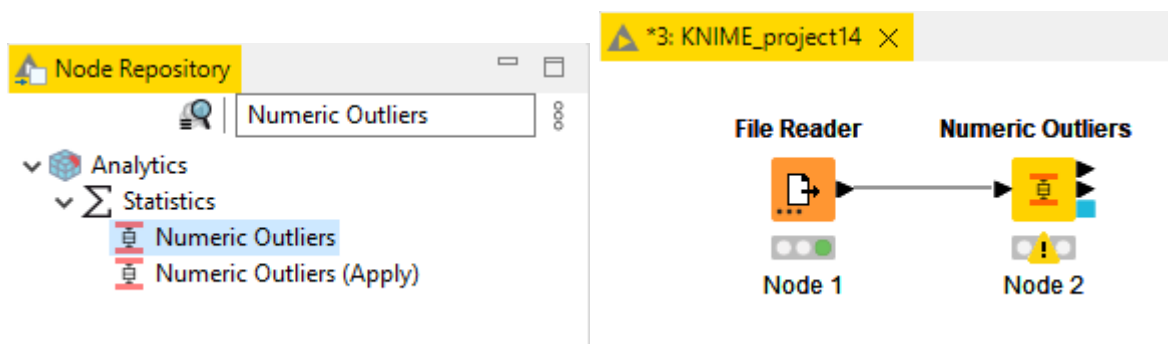 Node Repository
Numeric Outliers
Analytics
Statistics
Numeric Outliers
Numeric Outliers (Apply)
*3: KNIME_project14
File Reader
Numeric Outliers
Node 1
Node 2